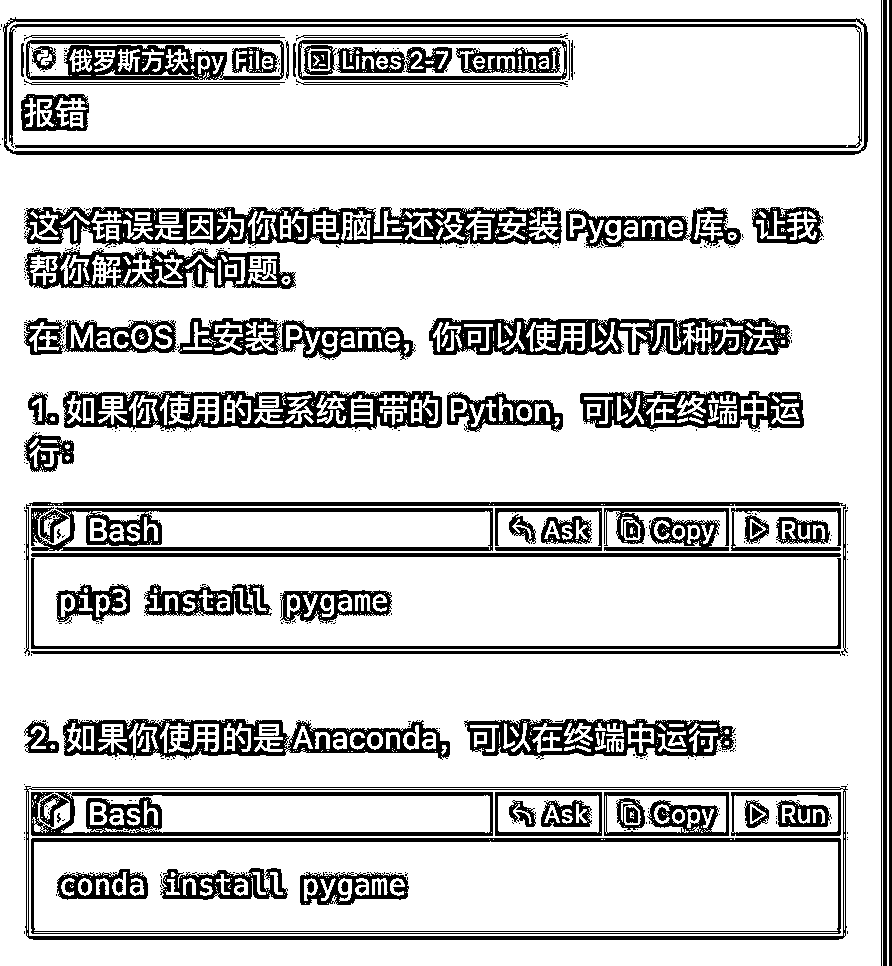 俄罗斯方块.py File Lines 2-7 Terminal
报错
这个错误是因为你的电脑上还没有安装 Pygame 库。让我
帮你解决这个问题。
在 MacOS 上安装 Pygame，你可以使用以下几种方法：
1. 如果你使用的是系统自带的 Python，可以在终端中运
行：
Bash Ask Copy Run
pip3 install pygame
2. 如果你使用的是 Anaconda，可以在终端中运行：
Bash Ask Copy Run
conda install pygame